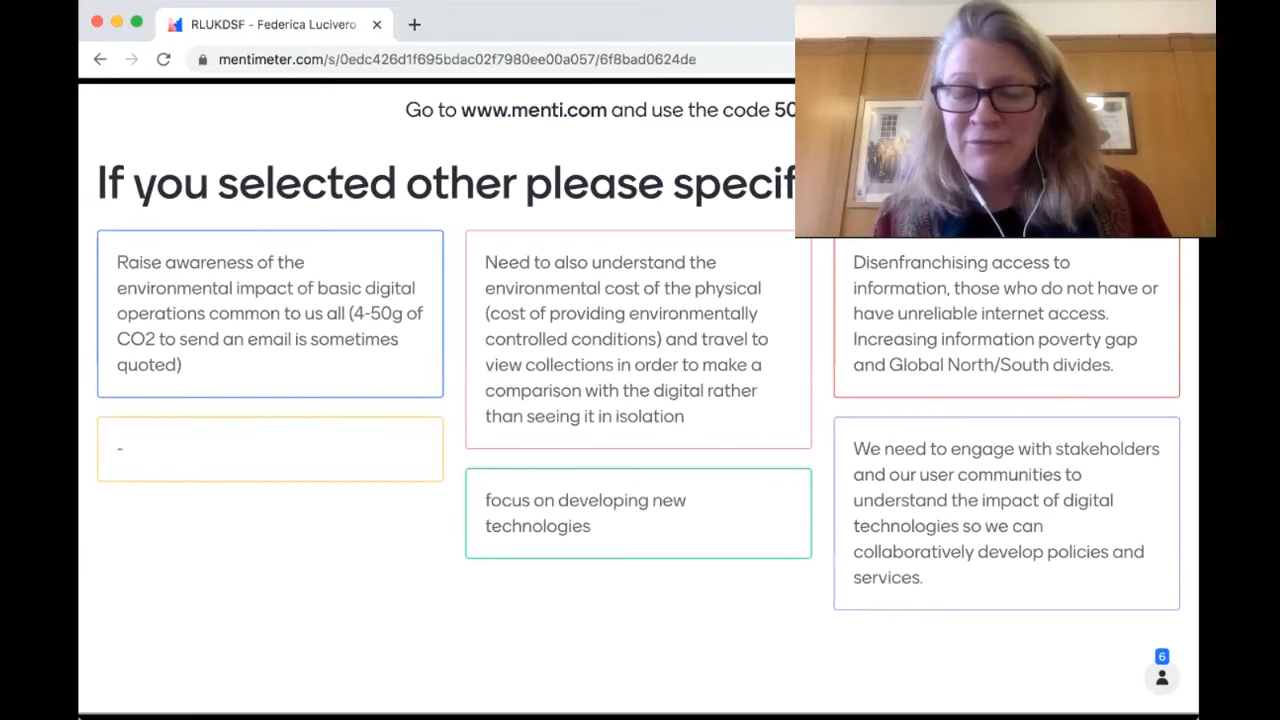 RLUKDSF - Federica Lucivero
mentimeter.com/s/0edc426d1f695bdac02f7980ee00a057/6f8bad0624de
Go to www.menti.com and use the code 50
If you selected other please specif
Raise awareness of the
environmental impact of basic digital
operations common to us all (4-50g of
CO2 to send an email is sometimes
quoted)
-
Need to also understand the
environmental cost of the physical
(cost of providing environmentally
controlled conditions) and travel to
view collections in order to make a
comparison with the digital rather
than seeing it in isolation
focus on developing new
technologies
Disenfranchising access to
information, those who do not have or
have unreliable internet access.
Increasing information poverty gap
and Global North/South divides.
We need to engage with stakeholders
and our user communities to
understand the impact of digital
technologies so we can
collaboratively develop policies and
services.
6